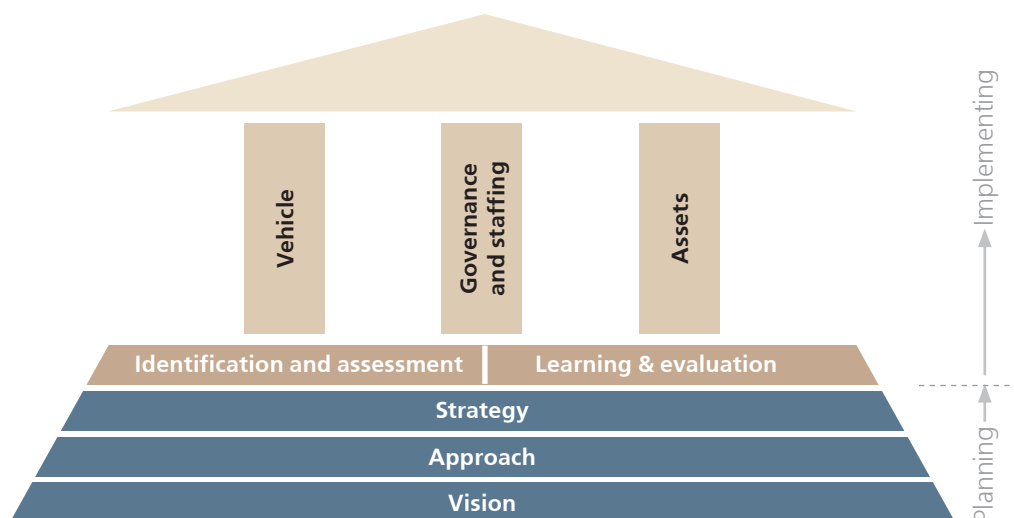 Vehicle
Governance
and staffing
Assets
Identification and assessment
Learning & evaluation
Strategy
Approach
Vision
Implementing
Planning